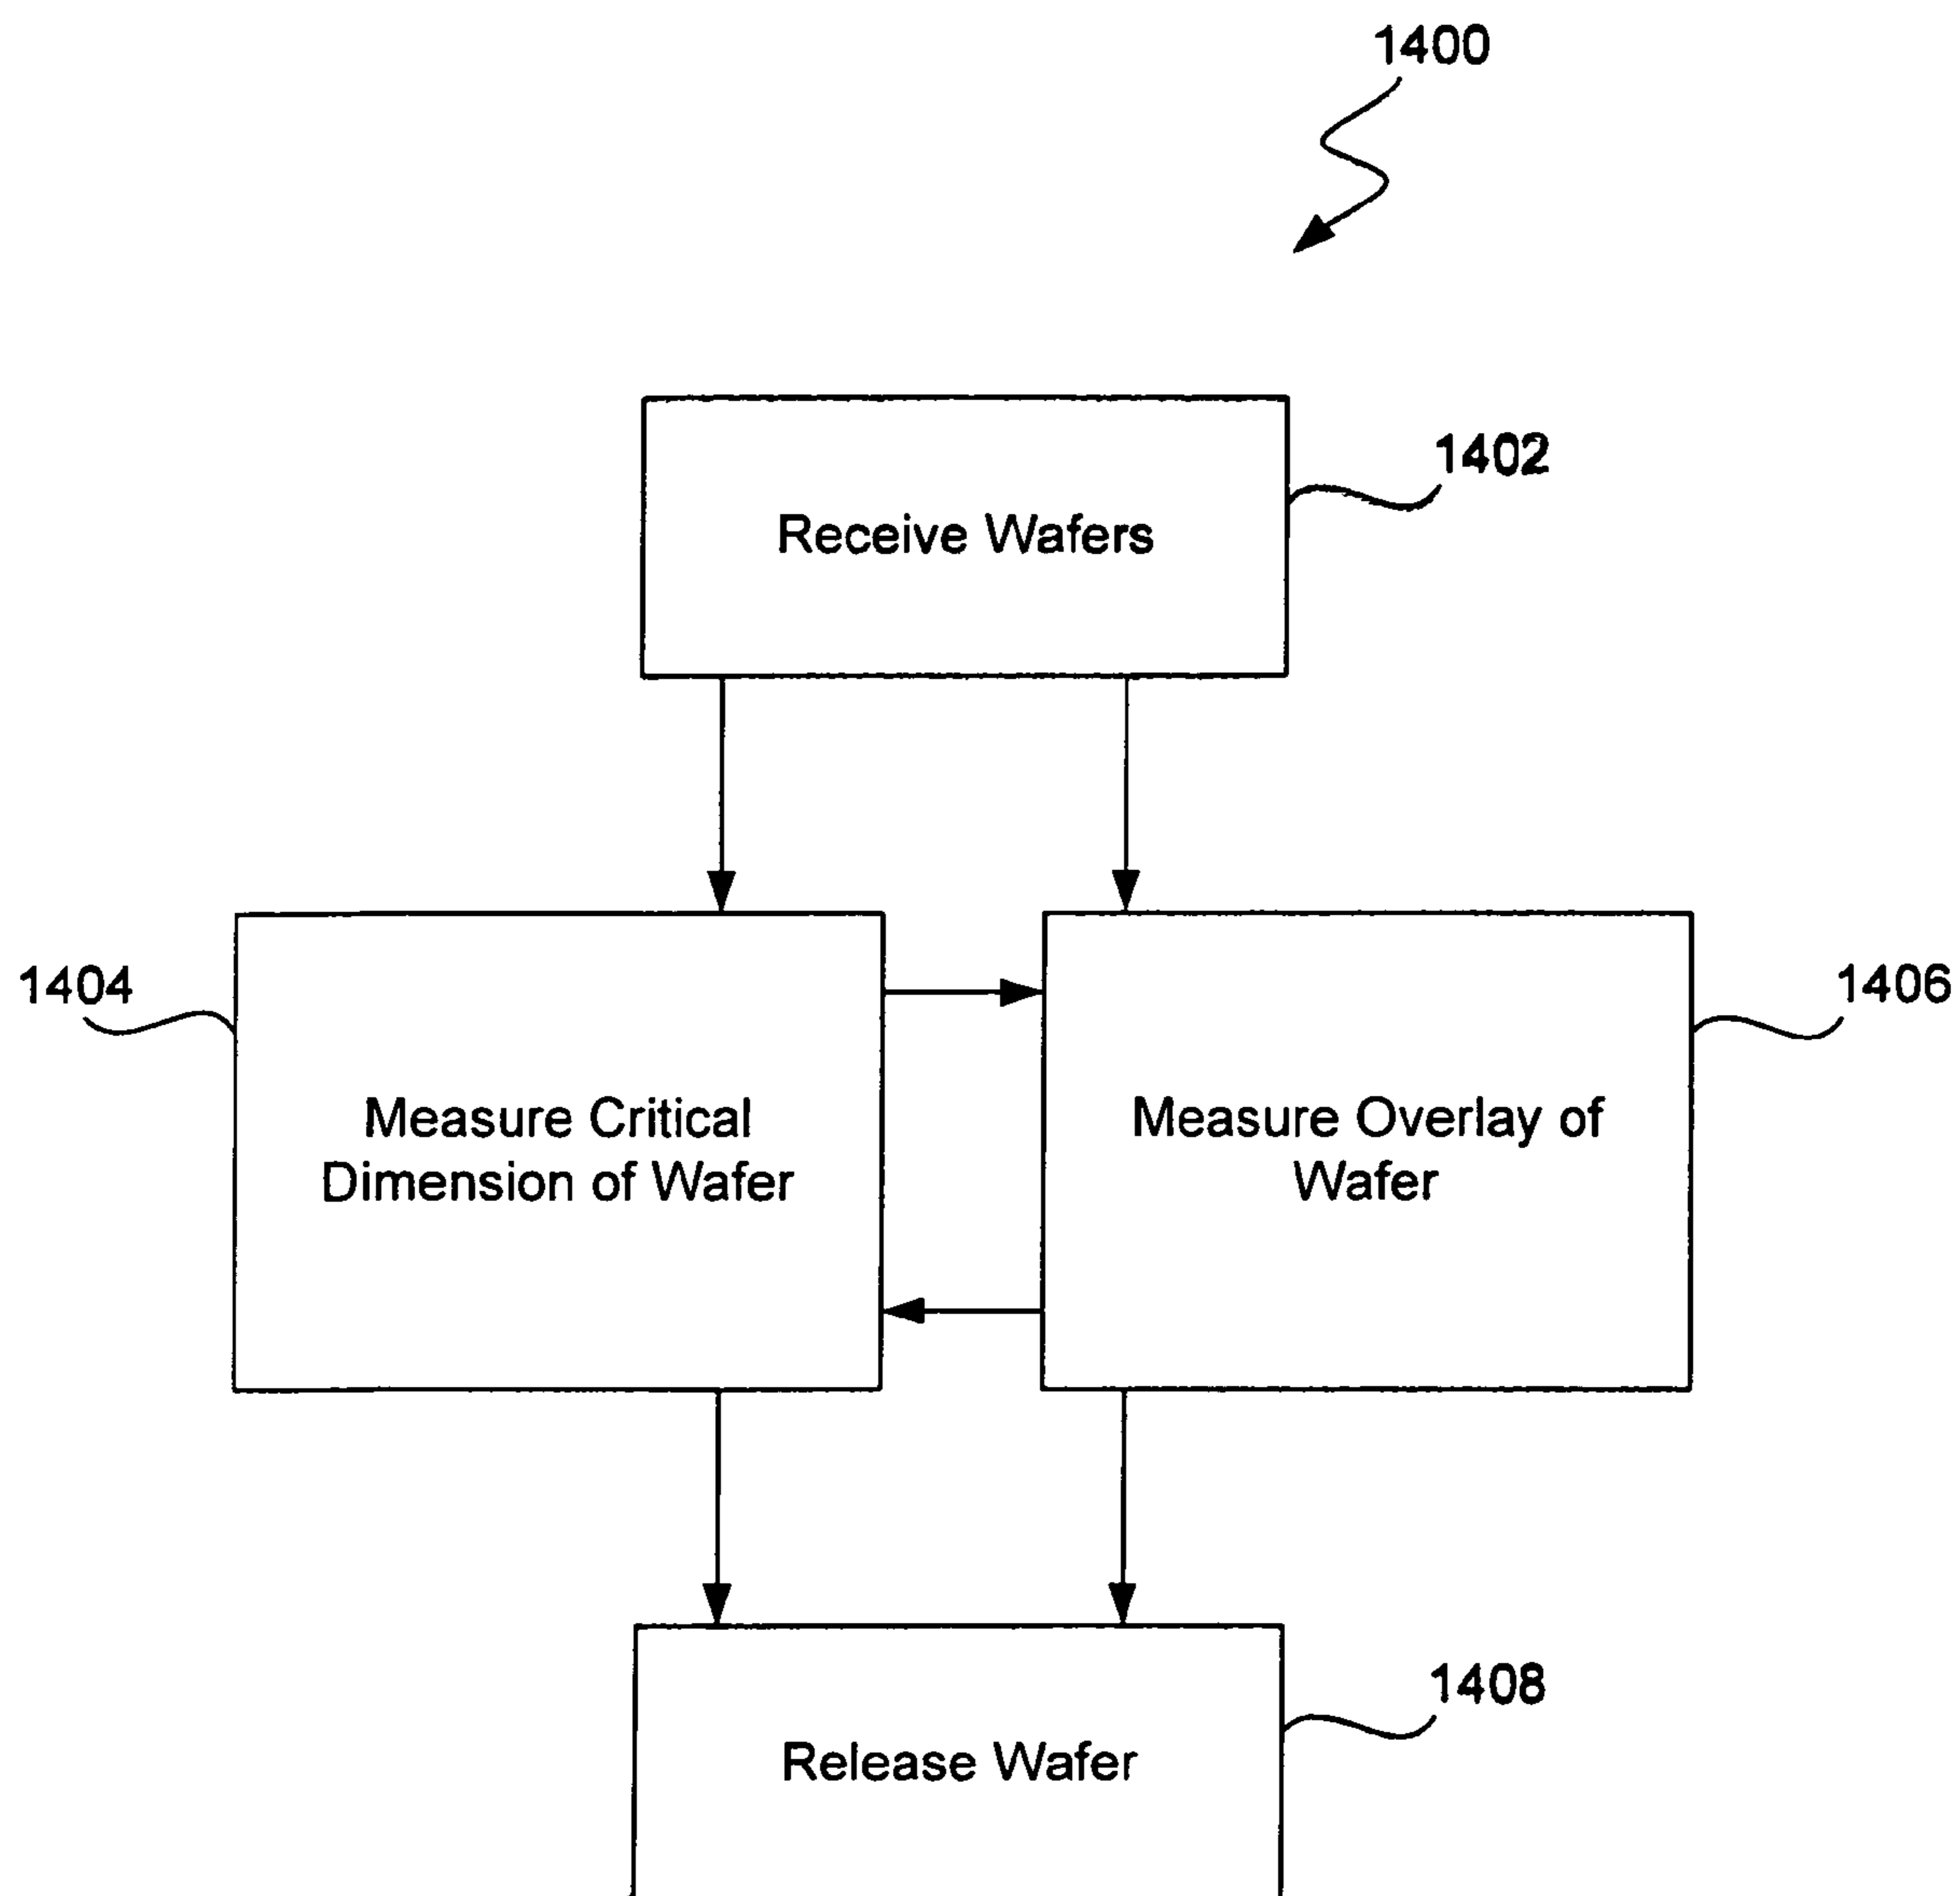 1400
1402
Receive Wafers
1404
1406
Measure Critical
Dimension of Wafer
Measure Overlay of
Wafer
1408
Release Wafer